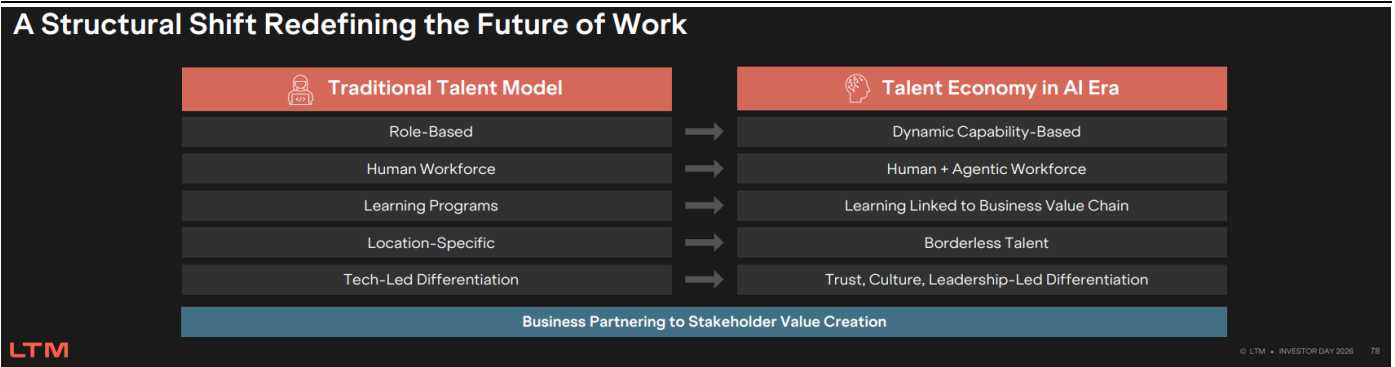 A Structural Shift Redefining the Future of Work
Traditional Talent Model
Talent Economy in AI Era
Role-Based
Dynamic Capability-Based
Human Workforce
Human + Agentic Workforce
Learning Programs
Learning Linked to Business Value Chain
Location-Specific
Borderless Talent
Tech-Led Differentiation
Trust, Culture, Leadership-Led Differentiation
Business Partnering to Stakeholder Value Creation
LTM
© LTM • INVESTOR DAY 2026 78